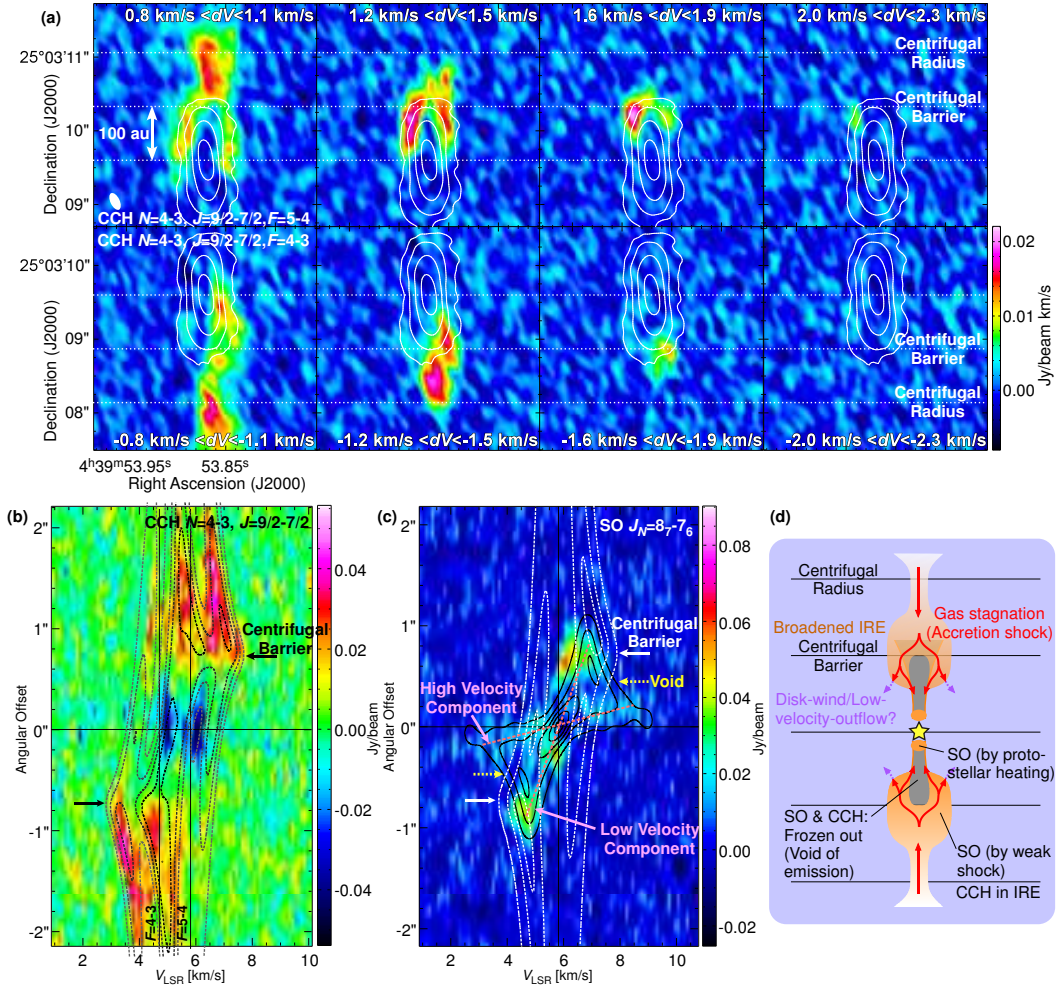 (a)
0.8 km/s <dV<1.1 km/s
1.2 km/s <dV<1.5 km/s
1.6 km/s <dV<1.9 km/s
2.0 km/s <dV<2.3 km/s
25°03'11"
10"
09"
Declination (J2000)
100 au
Centrifugal
Radius
Centrifugal
Barrier
CCH N=4-3, J=9/2-7/2,F=5-4
CCH N=4-3, J=9/2-7/2,F=4-3
25°03'10"
09"
08"
Declination (J2000)
Centrifugal
Barrier
Centrifugal
Radius
-0.8 km/s <dV<-1.1 km/s
-1.2 km/s <dV<-1.5 km/s
-1.6 km/s <dV<-1.9 km/s
-2.0 km/s <dV<-2.3 km/s
4h39m53.95s
53.85s
Right Ascension (J2000)
0.02
0.01
0.00
Jy/beam km/s
(b)
CCH N=4-3, J=9/2-7/2
2"
1"
0"
-1"
-2"
Angular Offset
Centrifugal
Barrier
F=4-3
F=5-4
2
4
6
8
10
VLSR [km/s]
0.04
0.02
0.00
-0.02
-0.04
Jy/beam
(c)
SO JN=87-76
2"
1"
0"
-1"
-2"
Angular Offset
Centrifugal
Barrier
Void
High Velocity
Component
Low Velocity
Component
2
4
6
8
10
VLSR [km/s]
0.08
0.06
0.04
0.02
0.00
-0.02
Jy/beam
(d)
Centrifugal
Radius
Broadened IRE
Gas stagnation
(Accretion shock)
Centrifugal
Barrier
Disk-wind/Low-
velocity-outflow?
SO (by proto-
stellar heating)
SO & CCH:
Frozen out
(Void of
emission)
SO (by weak
shock)
CCH in IRE